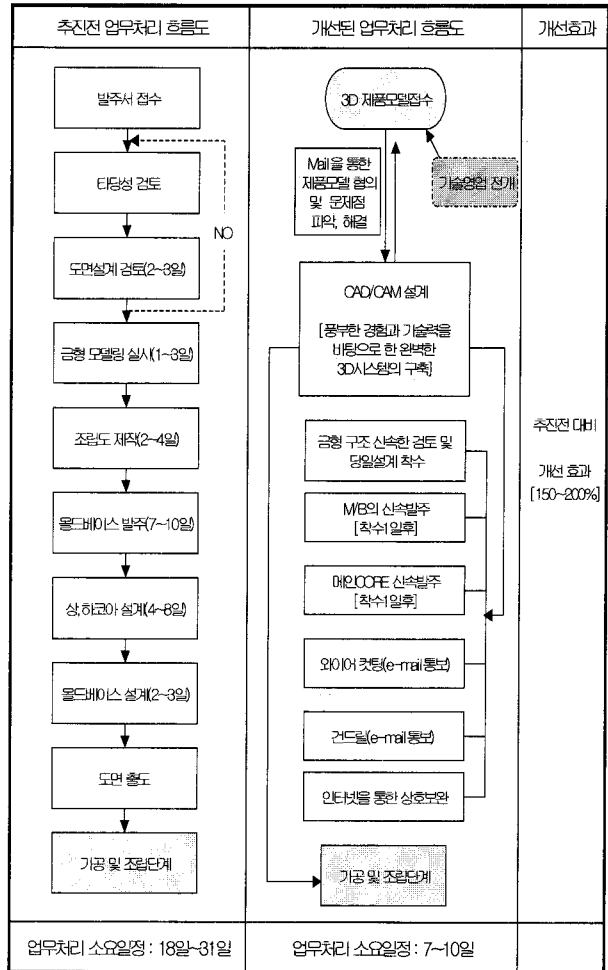 추진전 업무처리 흐름도
발주서 접수
타당성 검토
NO
도면설계 검토(2~3일)
금형 모델링 실시(1~3일)
조립도 제작(2~4일)
몰드베이스 발주(7~10일)
상,하코아 설계(4~8일)
몰드베이스 설계(2~3일)
도면 출도
가공 및 조립단계
업무처리 소요일정 : 18일~31일
개선된 업무처리 흐름도
3D 제품모델접수
Mail을 통한
제품모델 협의
및 문제점
파악, 해결
기술영업 전개
CAD/CAM 설계
[풍부한 경험과 기술력을
바탕으로 한 완벽한
3D시스템의 구축]
금형 구조 신속한 검토 및
당일설계 착수
M/B의 신속발주
[착수1일후]
메인CORE 신속발주
[착수1일후]
와이어 컷팅(e-mail통보)
건드릴(e-mail통보)
인터넷을 통한 상호보완
가공 및 조립단계
업무처리 소요일정 : 7~10일
개선효과
추진전 대비
개선 효과
[150~200%]